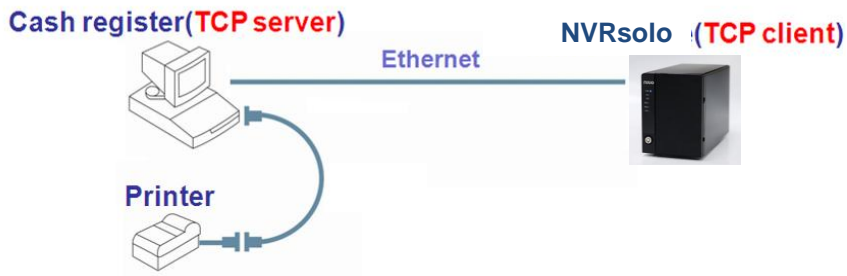 Cash register(TCP server)
NVRsolo (TCP client)
Ethernet
Printer